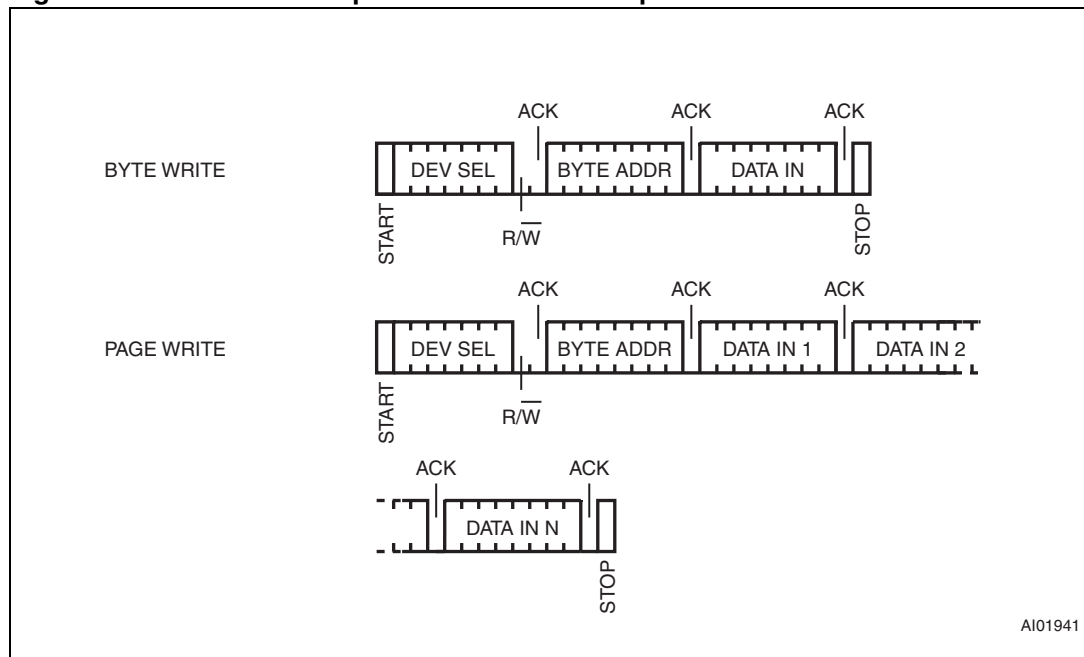 ACK ACK ACK
BYTE WRITE DEV SEL BYTE ADDR DATA IN
START R/W̅ STOP
ACK ACK ACK
PAGE WRITE DEV SEL BYTE ADDR DATA IN 1 DATA IN 2
START R/W̅
ACK ACK
DATA IN N
STOP
AI01941